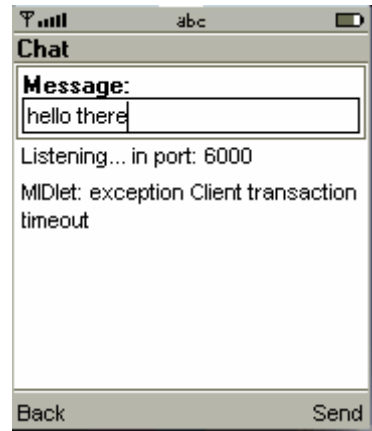 abc
Chat
Message:
hello there
Listening... in port: 6000
MIDlet: exception Client transaction
timeout
Back Send